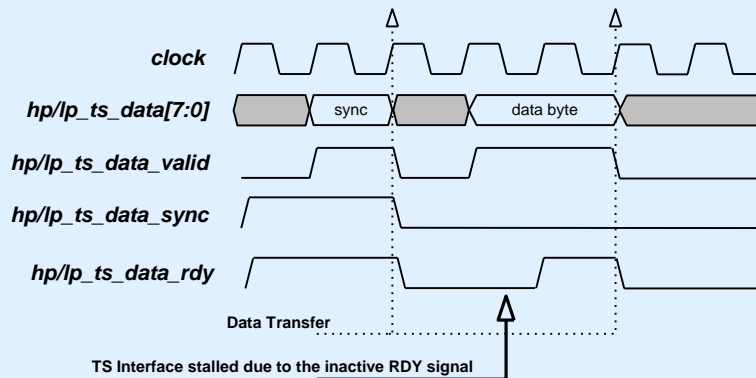 clock
hp/lp_ts_data[7:0]
sync
data byte
hp/lp_ts_data_valid
hp/lp_ts_data_sync
hp/lp_ts_data_rdy
Data Transfer
TS Interface stalled due to the inactive RDY signal